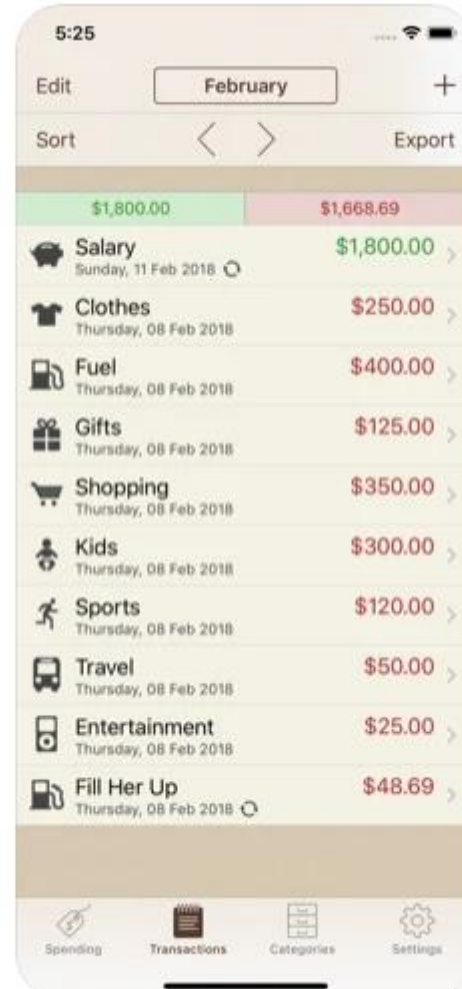 5:25
Edit February +
Sort < > Export
$1,800.00 $1,668.69
Salary $1,800.00
Sunday, 11 Feb 2018
Clothes $250.00
Thursday, 08 Feb 2018
Fuel $400.00
Thursday, 08 Feb 2018
Gifts $125.00
Thursday, 08 Feb 2018
Shopping $350.00
Thursday, 08 Feb 2018
Kids $300.00
Thursday, 08 Feb 2018
Sports $120.00
Thursday, 08 Feb 2018
Travel $50.00
Thursday, 08 Feb 2018
Entertainment $25.00
Thursday, 08 Feb 2018
Fill Her Up $48.69
Thursday, 08 Feb 2018
Spending Transactions Categories Settings